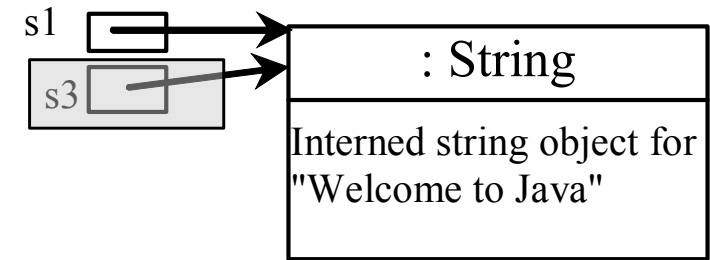 s1
: String
s3
Interned string object for
"Welcome to Java"